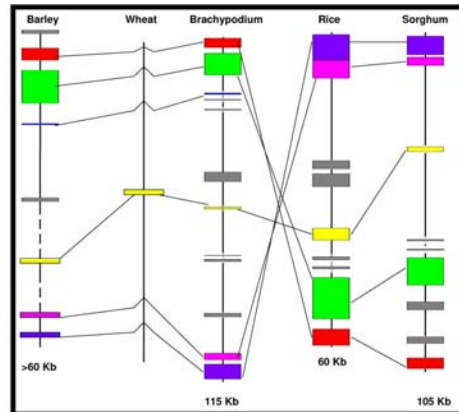 Barley Wheat Brachypodium Rice Sorghum
>60 Kb
60 Kb
115 Kb
105 Kb